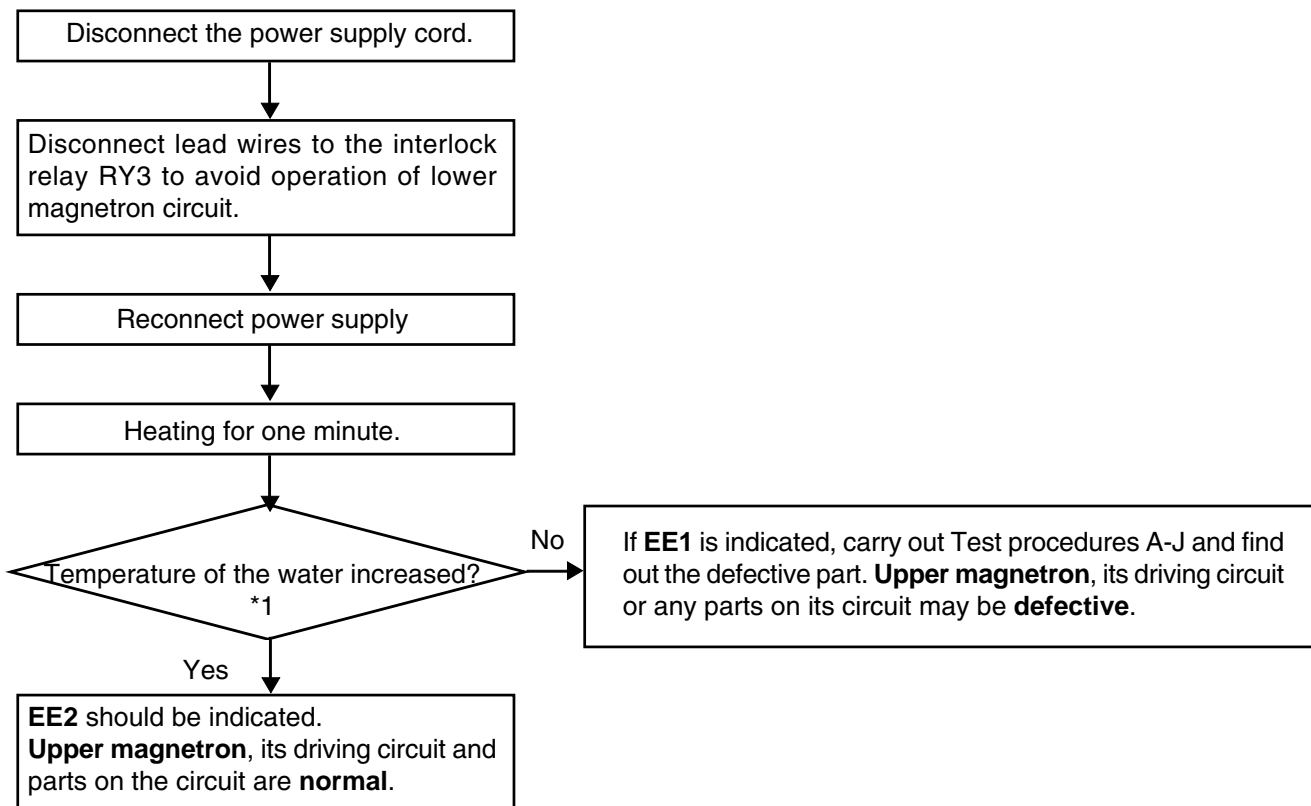 Disconnect the power supply cord.
Disconnect lead wires to the interlock
relay RY3 to avoid operation of lower
magnetron circuit.
Reconnect power supply
Heating for one minute.
Temperature of the water increased?
*1
No
If EE1 is indicated, carry out Test procedures A-J and find
out the defective part. Upper magnetron, its driving circuit
or any parts on its circuit may be defective.
Yes
EE2 should be indicated.
Upper magnetron, its driving circuit and
parts on the circuit are normal.